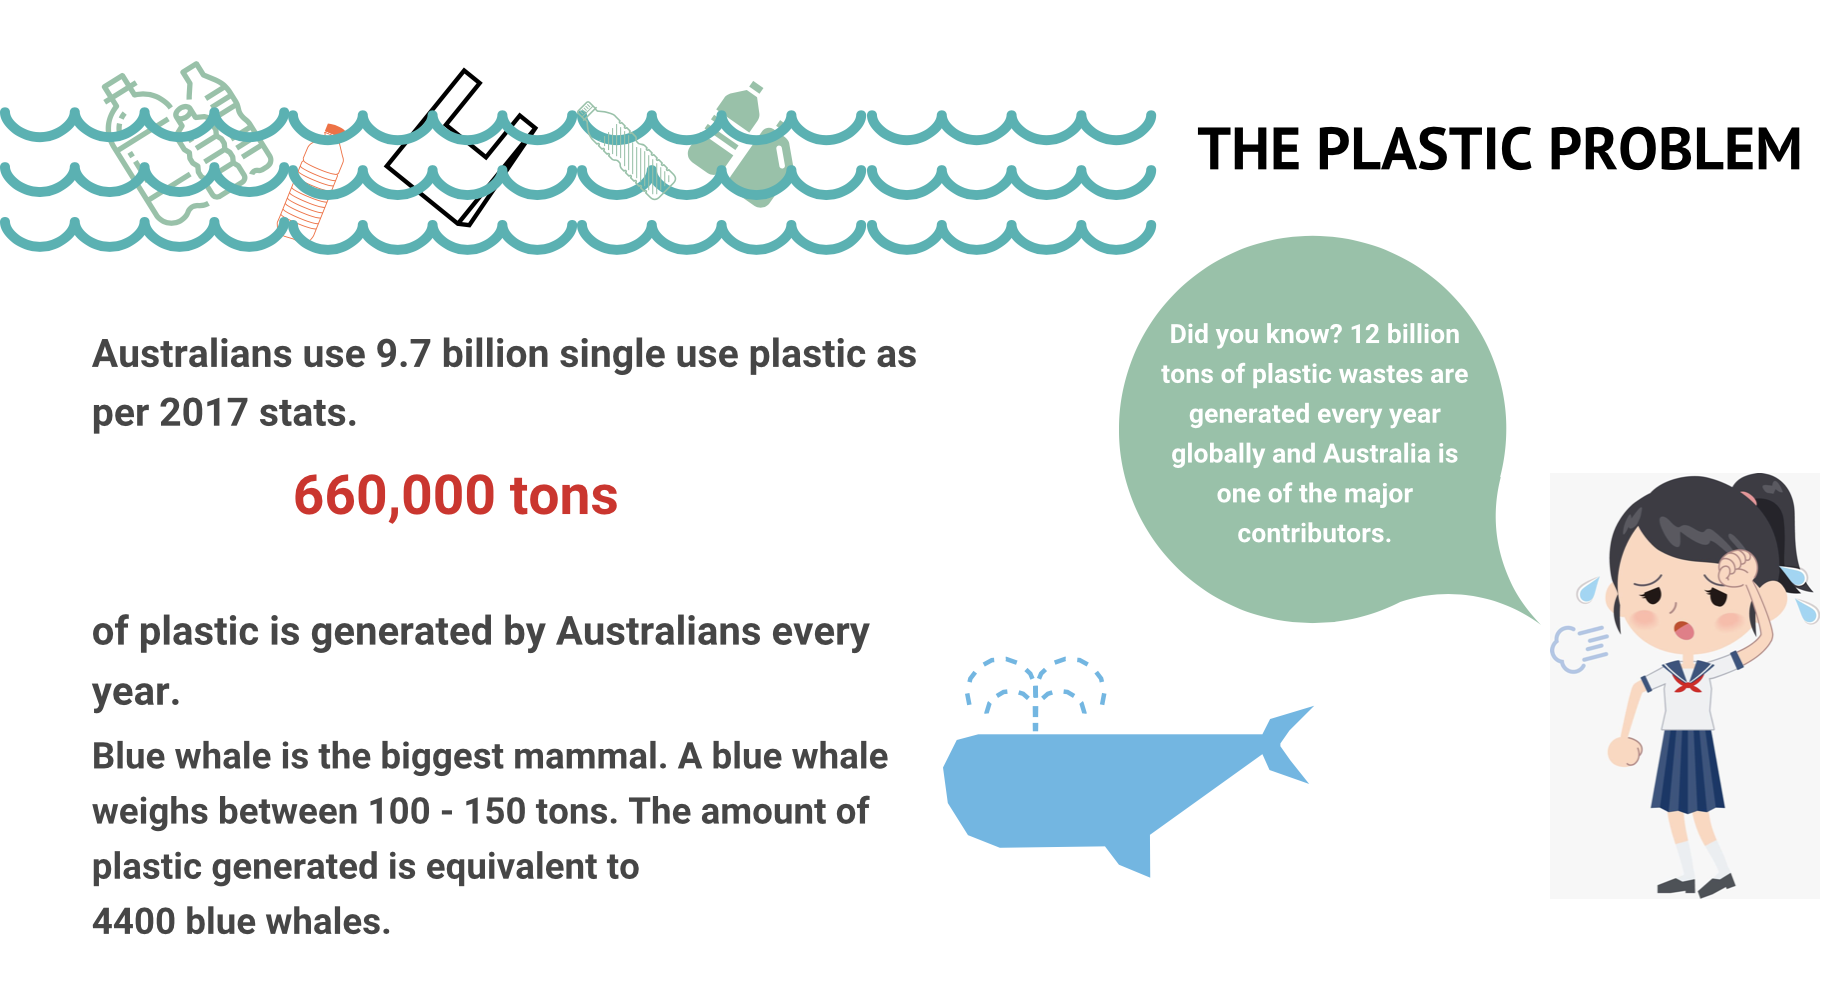 THE PLASTIC PROBLEM
Australians use 9.7 billion single use plastic as
per 2017 stats.
660,000 tons
of plastic is generated by Australians every
year.
Blue whale is the biggest mammal. A blue whale
weighs between 100 - 150 tons. The amount of
plastic generated is equivalent to
4400 blue whales.
Did you know? 12 billion
tons of plastic wastes are
generated every year
globally and Australia is
one of the major
contributors.